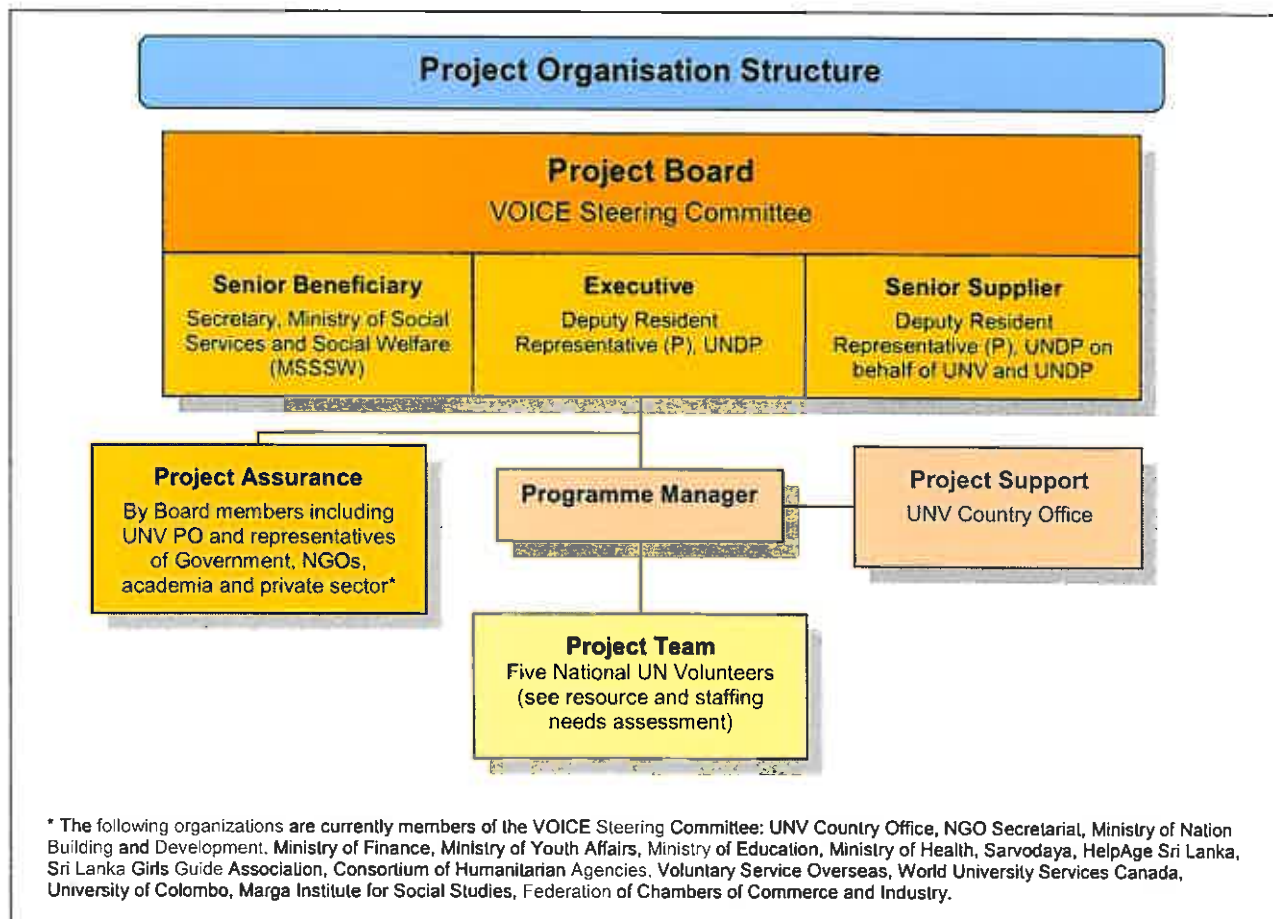 Project Organisation Structure
Project Board
VOICE Steering Committee
Senior Beneficiary
Secretary, Ministry of Social
Services and Social Welfare
(MSSSW)
Executive
Deputy Resident
Representative (P), UNDP
Senior Supplier
Deputy Resident
Representative (P), UNDP on
behalf of UNV and UNDP
Project Assurance
By Board members including
UNV PO and representatives
of Government, NGOs,
academia and private sector*
Programme Manager
Project Support
UNV Country Office
Project Team
Five National UN Volunteers
(see resource and staffing
needs assessment)
* The following organizations are currently members of the VOICE Steering Committee: UNV Country Office, NGO Secretarial, Ministry of Nation
Building and Development, Ministry of Finance, Ministry of Youth Affairs, Ministry of Education, Ministry of Health, Sarvodaya, HelpAge Sri Lanka,
Sri Lanka Girls Guide Association, Consortium of Humanitarian Agencies, Voluntary Service Overseas, World University Services Canada,
University of Colombo, Marga Institute for Social Studies, Federation of Chambers of Commerce and Industry.